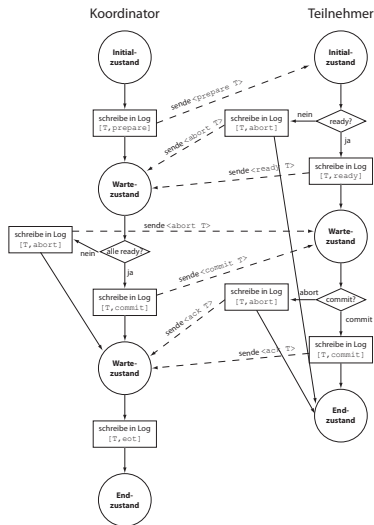 Koordinator
Teilnehmer
Initial-
zustand
Initial-
zustand
sende <prepare T>
schreibe in Log
[T,prepare]
schreibe in Log
[T,abort]
nein
ready?
ja
sende <abort T>
sende <ready T>
schreibe in Log
[T,ready]
Warte-
zustand
sende <abort T>
schreibe in Log
[T,abort]
nein
alle ready?
ja
Warte-
zustand
sende <commit T>
schreibe in Log
[T,commit]
schreibe in Log
[T,abort]
abort
commit?
commit
sende <ack T>
schreibe in Log
[T,commit]
sende <ack T>
Warte-
zustand
End-
zustand
schreibe in Log
[T,eot]
End-
zustand